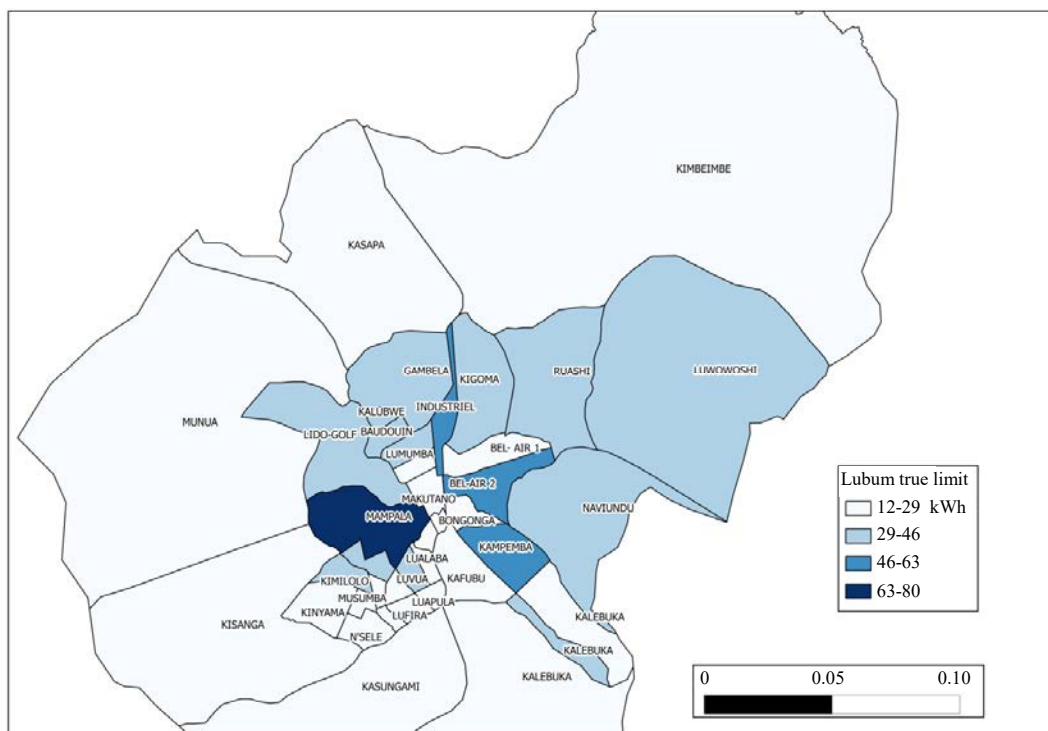 KIMBEIMBE
KASAPA
GAMBELA
KIGOMA
RUASHI
LUWOWOSHI
INDUSTRIEL
KALUBWE
MUNUA
LIDO-GOLF
BAUDOUIN
LUMUMBA
BEL- AIR 1
BEL-AIR 2
MAKUTANO
MAMPALA
BONGONGA
NAVIUNDU
KAMPEMBA
LUALABA
KIMILOLO
LUVUA
KAFUBU
MUSUMBA
LUAPULA
KINYAMA
LUFIRA
KISANGA
N'SELE
KALEBUKA
KALEBUKA
KALEBUKA
KASUNGAMI
Lubum true limit
12-29 kWh
29-46
46-63
63-80
0 0.05 0.10